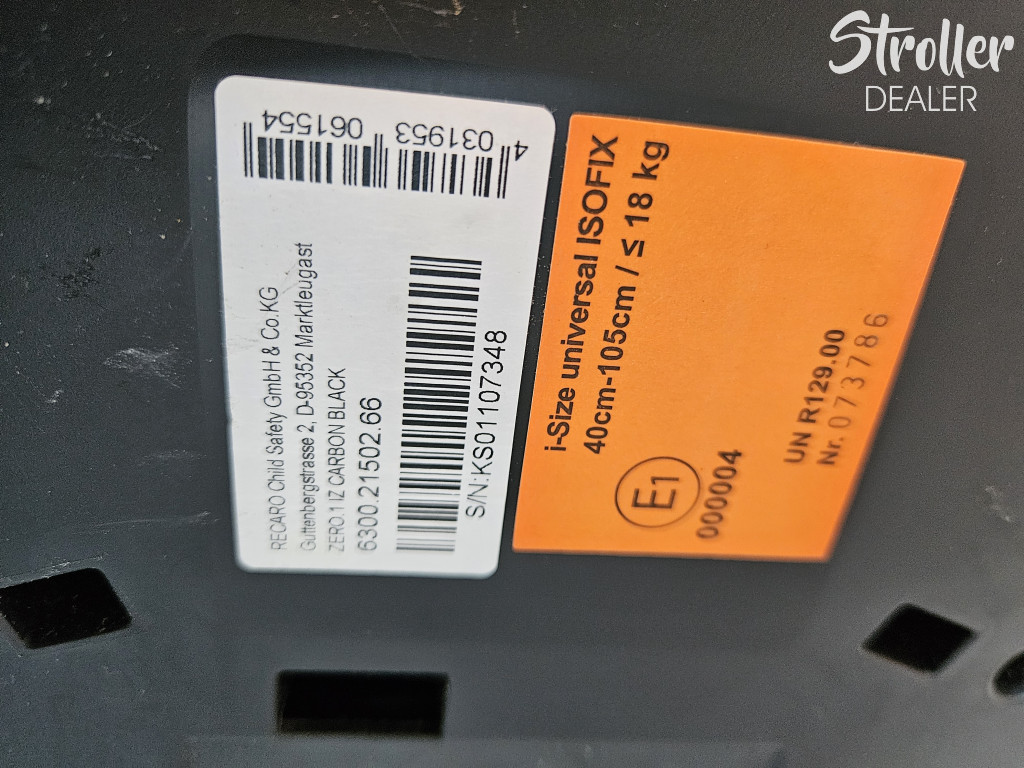 Stroller
DEALER
4 031953 061554
RECARO Child Safety GmbH & Co.KG
Guttenbergstrasse 2, D-95352 Marktleugast
ZERO.1 IZ CARBON BLACK
6300.21502.66
S/N:KS01107348
i-Size universal ISOFIX
40cm-105cm / ≤ 18 kg
E1
000004
UN R129.00
Nr. 073786